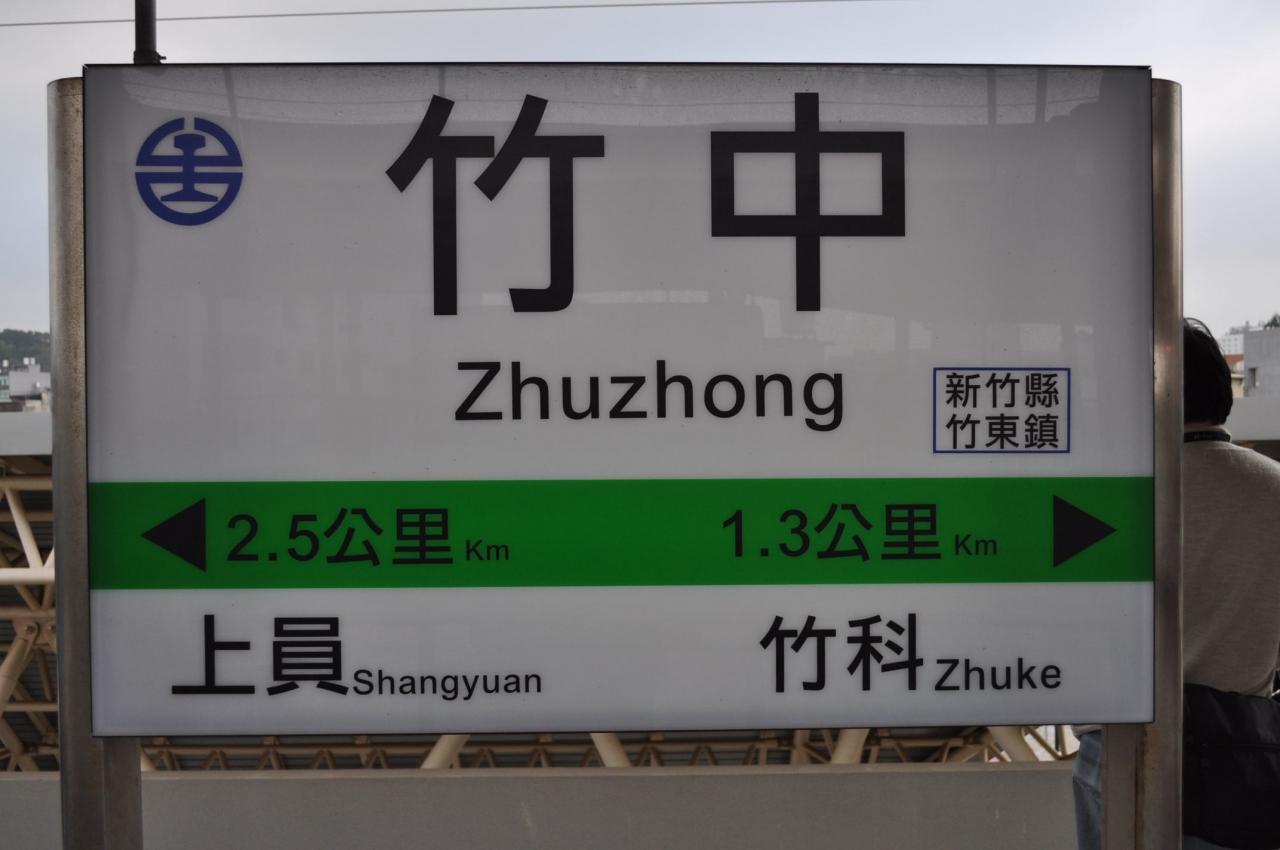 竹中
Zhuzhong
新竹縣
竹東鎮
2.5公里 Km
1.3公里 Km
上員 Shangyuan
竹科 Zhuke